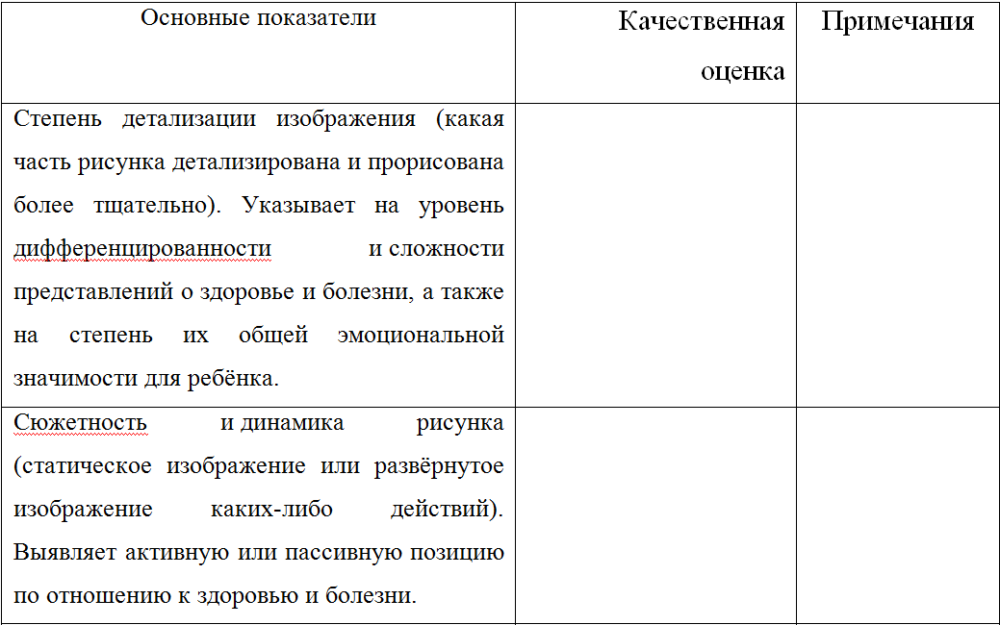 Основные показатели
Качественная
оценка
Примечания
Степень детализации изображения (какая
часть рисунка детализирована и прорисована
более тщательно). Указывает на уровень
дифференцированности и сложности
представлений о здоровье и болезни, а также
на степень их общей эмоциональной
значимости для ребёнка.
Сюжетность и динамика рисунка
(статическое изображение или развёрнутое
изображение каких-либо действий).
Выявляет активную или пассивную позицию
по отношению к здоровью и болезни.